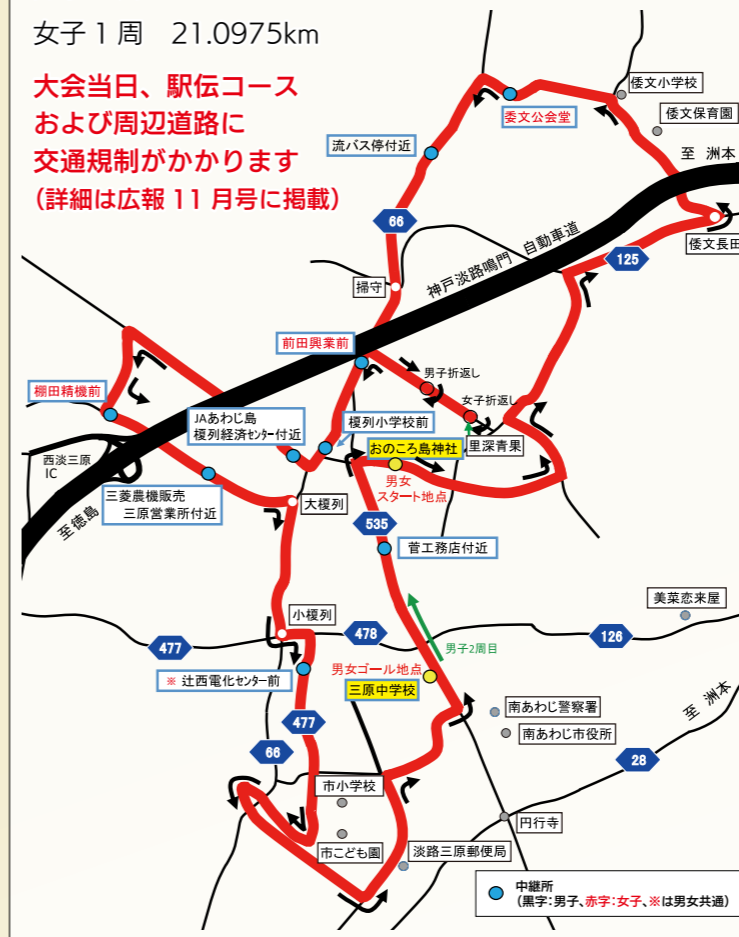 女子1周 21.0975km
大会当日、駅伝コース
および周辺道路に
交通規制がかかります
(詳細は広報 11 月号に掲載)
倭文小学校
委文公会堂
倭文保育園
流バス停付近
至 洲本
66
倭文長田
神戸淡路鳴門 自動車道
125
掃守
前田興業前
男子折返し
棚田精機前
女子折返し
JAあわじ島
榎列経済センター付近
榎列小学校前
おのころ島神社
里深青果
西淡三原
IC
男女
スタート地点
三菱農機販売
三原営業所付近
大榎列
至徳島
535
菅工務店付近
美菜恋来屋
小榎列
477
478
126
男子2周目
※ 辻西電化センター前
男女ゴール地点
三原中学校
南あわじ警察署
至 洲本
477
南あわじ市役所
66
28
市小学校
円行寺
市こども園
淡路三原郵便局
中継所
(黒字:男子、赤字:女子、※は男女共通)